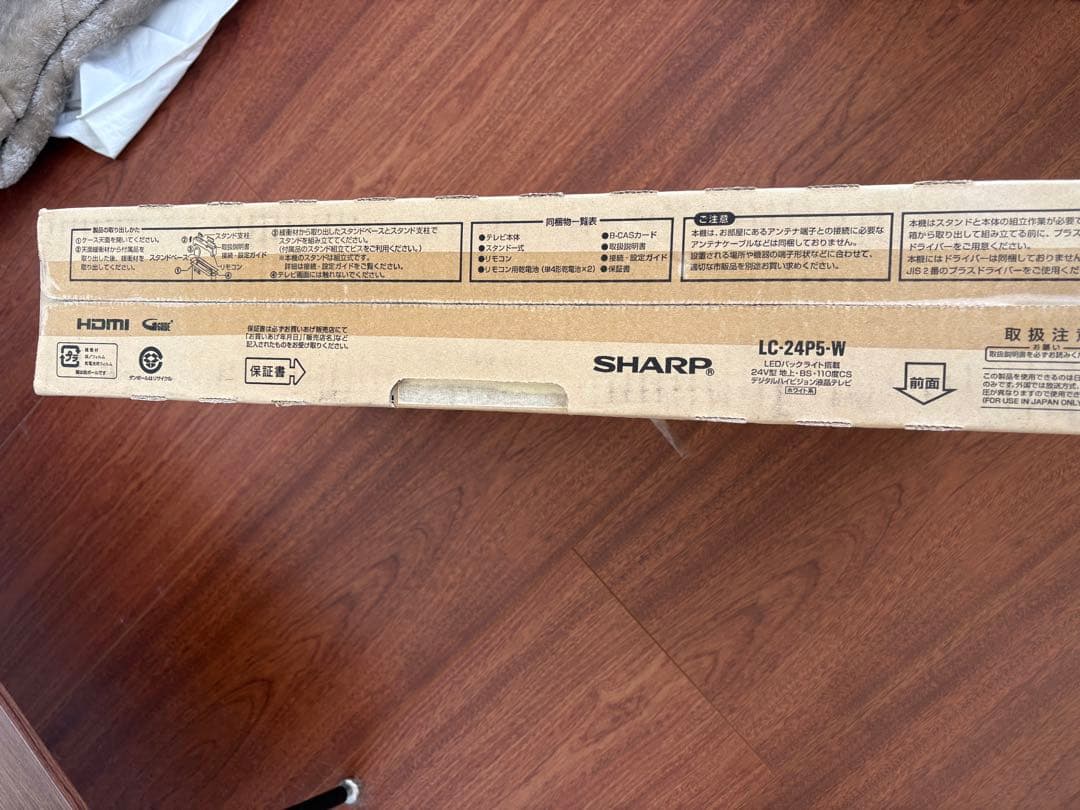 製品の取り出しかた
①ケース天面を開いてください。
②天面緩衝材から付属品を
取り出した後、緩衝材を
取り出してください。
スタンド支柱
取扱説明書
接続・設定ガイド
スタンドベース
リモコン
③緩衝材から取り出したスタンドベースとスタンド支柱で
スタンドを組み立ててください。
(付属品のスタンド組立てビスをご利用ください。)
※本機のスタンドは組立式です。
詳細は接続・設定ガイドをご覧ください。
④テレビ画面には触れないでください。
同梱物一覧表
●テレビ本体
●スタンド一式
●リモコン
●リモコン用乾電池(単4形乾電池×2)
●B-CASカード
●取扱説明書
●接続・設定ガイド
●保証書
ご注意
本機は、お部屋にあるアンテナ端子との接続に必要な
アンテナケーブルなどは同梱しておりません。
設置される場所や機器の端子形状などに合わせて、
適切な市販品を別途お買い求めください。
本機はスタンドと本体の組立作業が必要で
箱から取り出して組み立てる前に、プラス
ドライバーをご用意ください。
本機にはドライバーは同梱しておりません
JIS2番のプラスドライバーをご使用くだ
HDMI
G GUIDE
プラ
ダンボールはリサイクル
保証書は必ずお買いあげ販売店にて
「お買いあげ年月日」「販売店名」など
記入されたものをお受け取りください。
保証書
SHARP®
LC-24P5-W
LEDバックライト搭載
24V型 地上・BS・110度CS
デジタルハイビジョン液晶テレビ
ホワイト系
前面
取扱注
お願い
取扱説明書を必ずお読みく
この製品を使用できるのは日
のみです。外国では放送方式、
圧が異なりますので使用でき
(FOR USE IN JAPAN ONLY